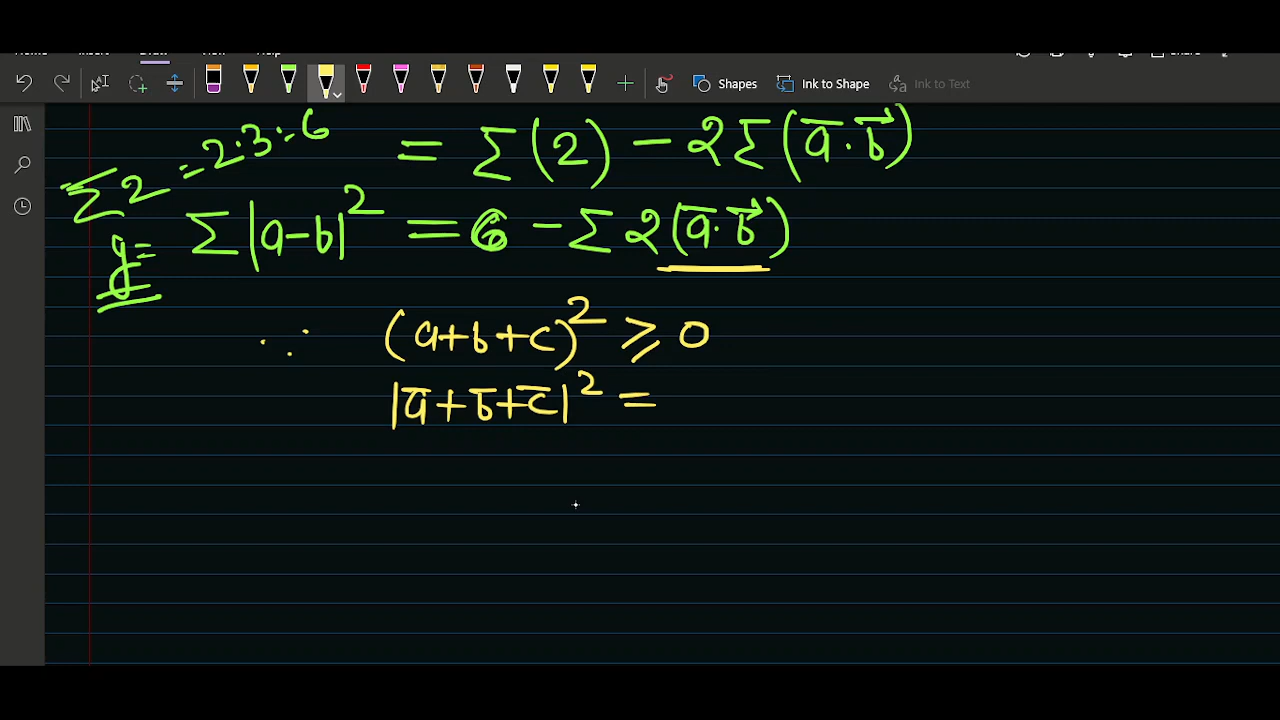 Shapes Ink to Shape Ink to Text
= Σ(2) − 2Σ(a̅·b⃗)
Σ2 = 2·3 = 6
Σ|a−b|² = 6 − Σ2(a̅·b⃗)
∵ (a+b+c)² ⩾ 0
|a̅+b̅+c̅|² =